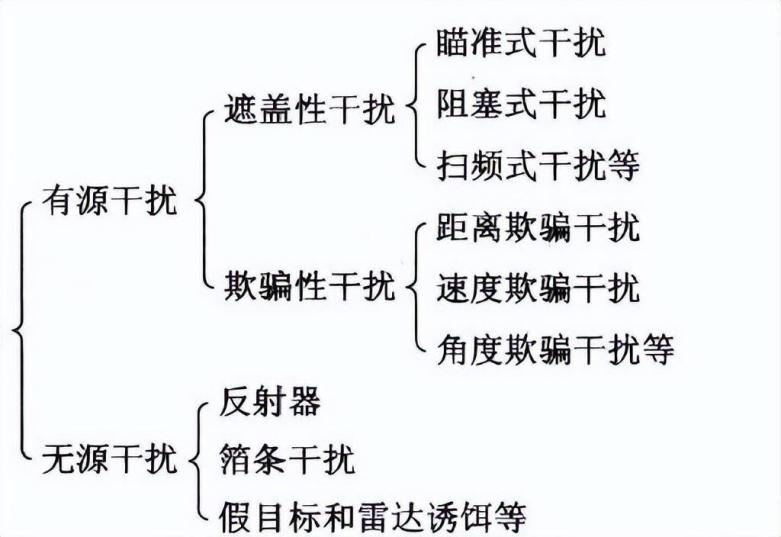 有源干扰
遮盖性干扰
瞄准式干扰
阻塞式干扰
扫频式干扰等
欺骗性干扰
距离欺骗干扰
速度欺骗干扰
角度欺骗干扰等
无源干扰
反射器
箔条干扰
假目标和雷达诱饵等